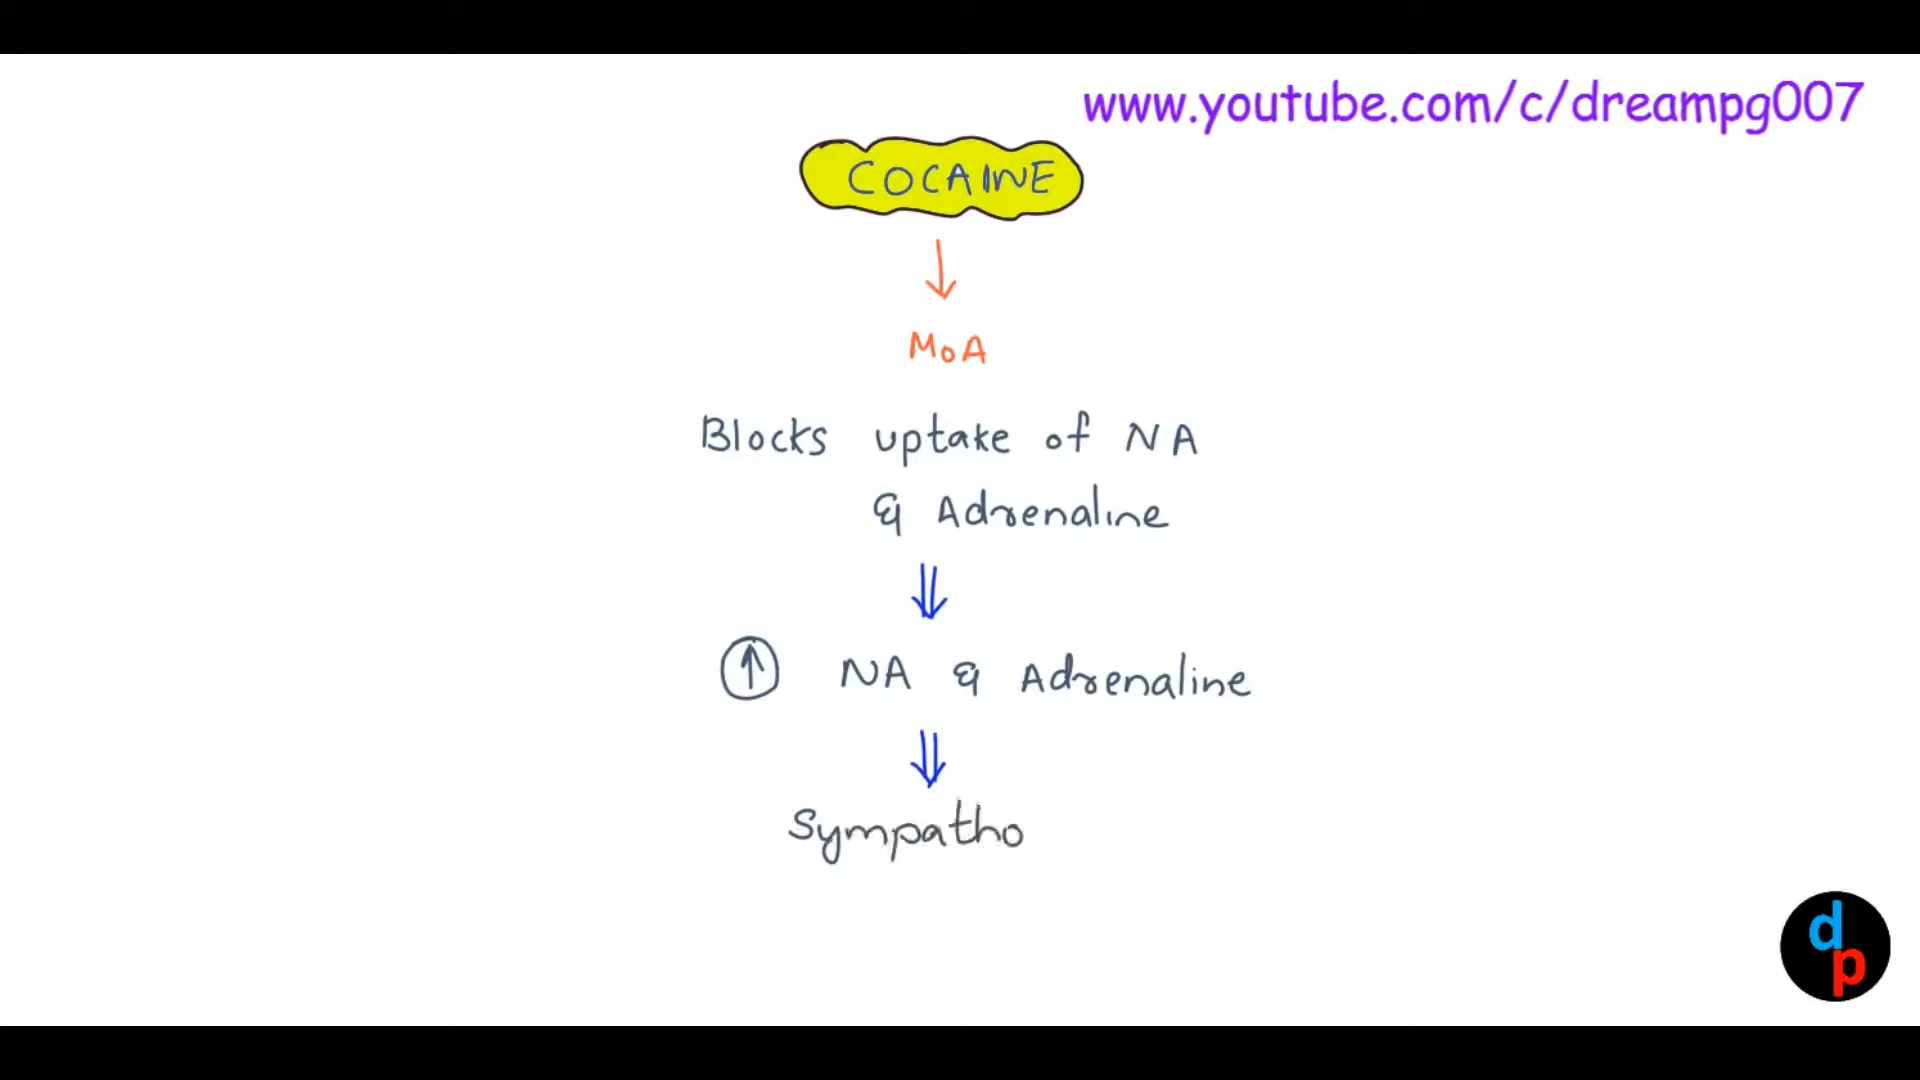 www.youtube.com/c/dreampg007
COCAINE
MOA
Blocks uptake of NA
& Adrenaline
↑ NA & Adrenaline
Sympatho
dp